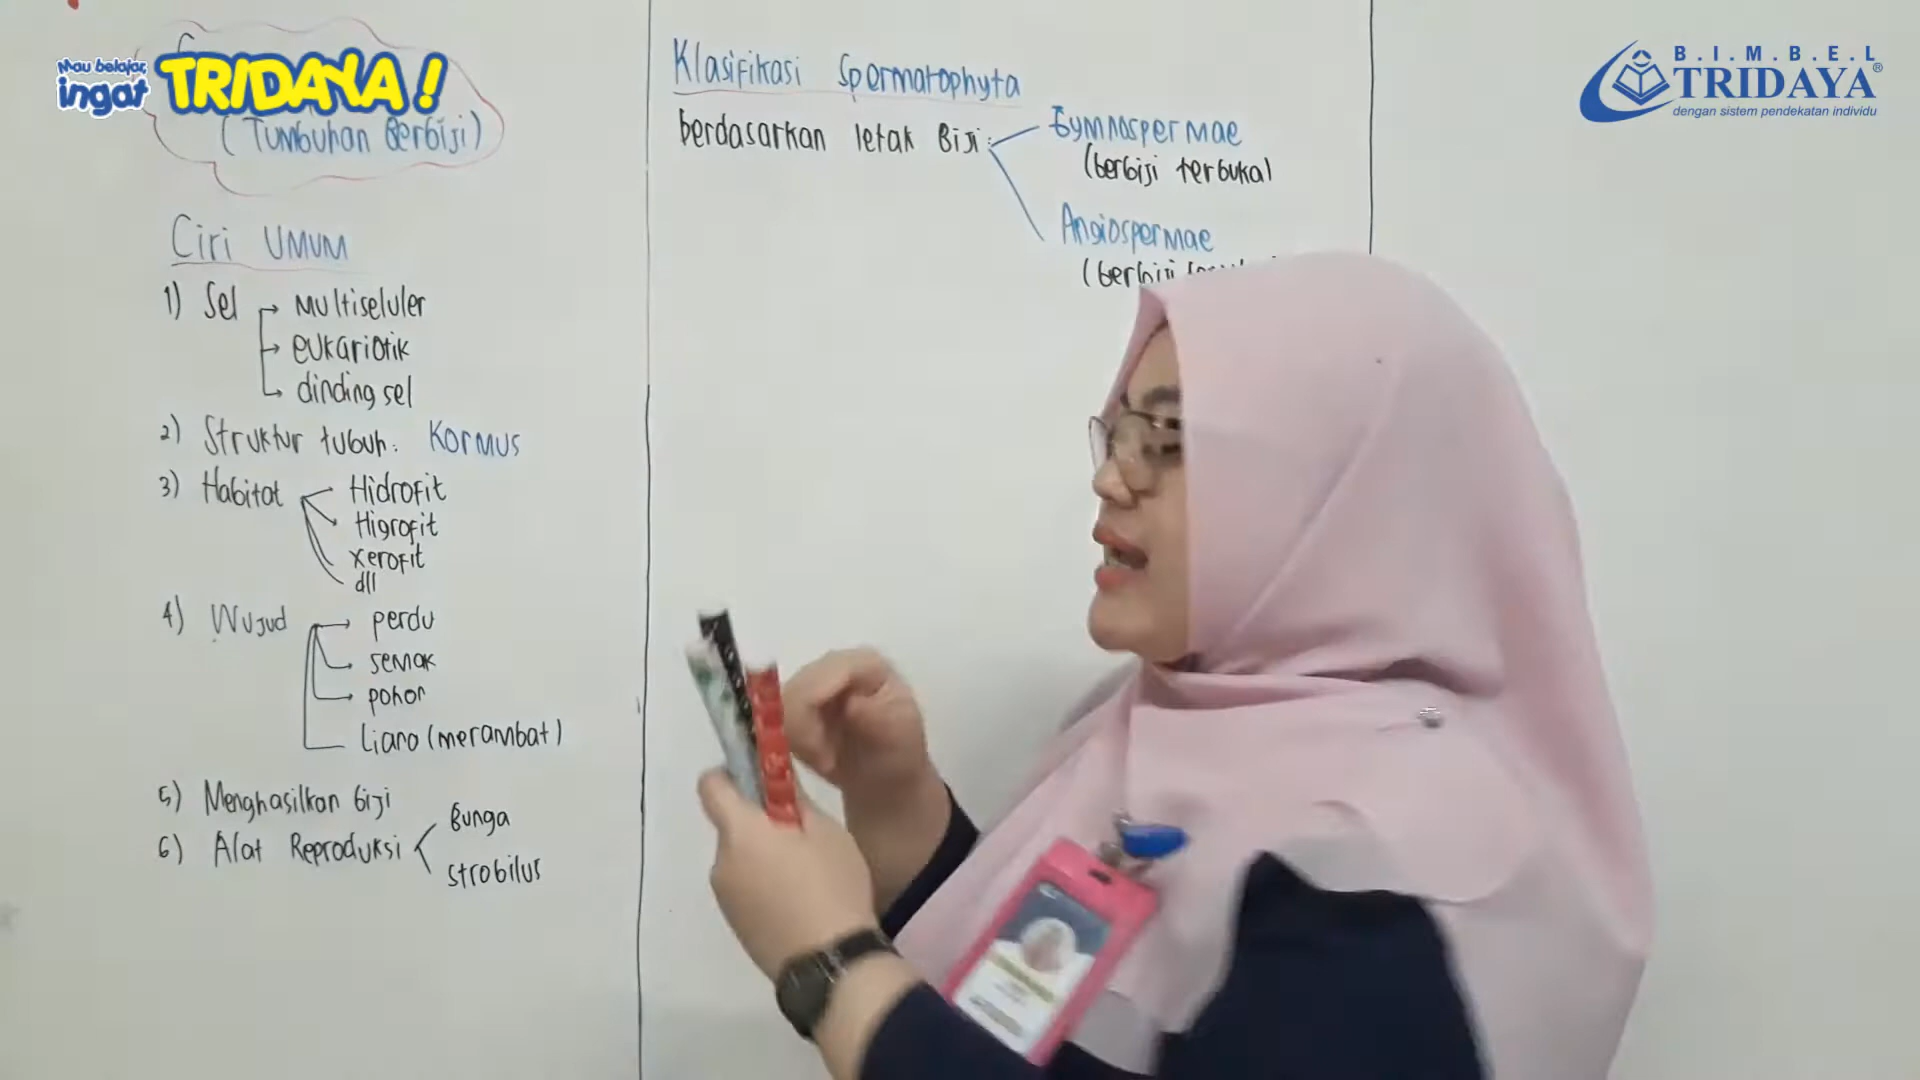 Mau belajar,
ingat TRIDAYA!
(Tumbuhan Berbiji)
Ciri Umum
1) Sel → Multiseluler
→ eukariotik
→ dinding sel
2) Struktur tubuh: Kormus
3) Habitat → Hidrofit
Higrofit
Xerofit
dll
4) Wujud → perdu
semak
pohon
Liana (merambat)
5) Menghasilkan biji
6) Alat Reproduksi
Bunga
Strobilus
Klasifikasi Spermatophyta
berdasarkan letak Biji:
Gymnospermae
(berbiji terbuka)
Angiospermae
(berbiji
B.I.M.B.E.L
TRIDAYA®
dengan sistem pendekatan individu